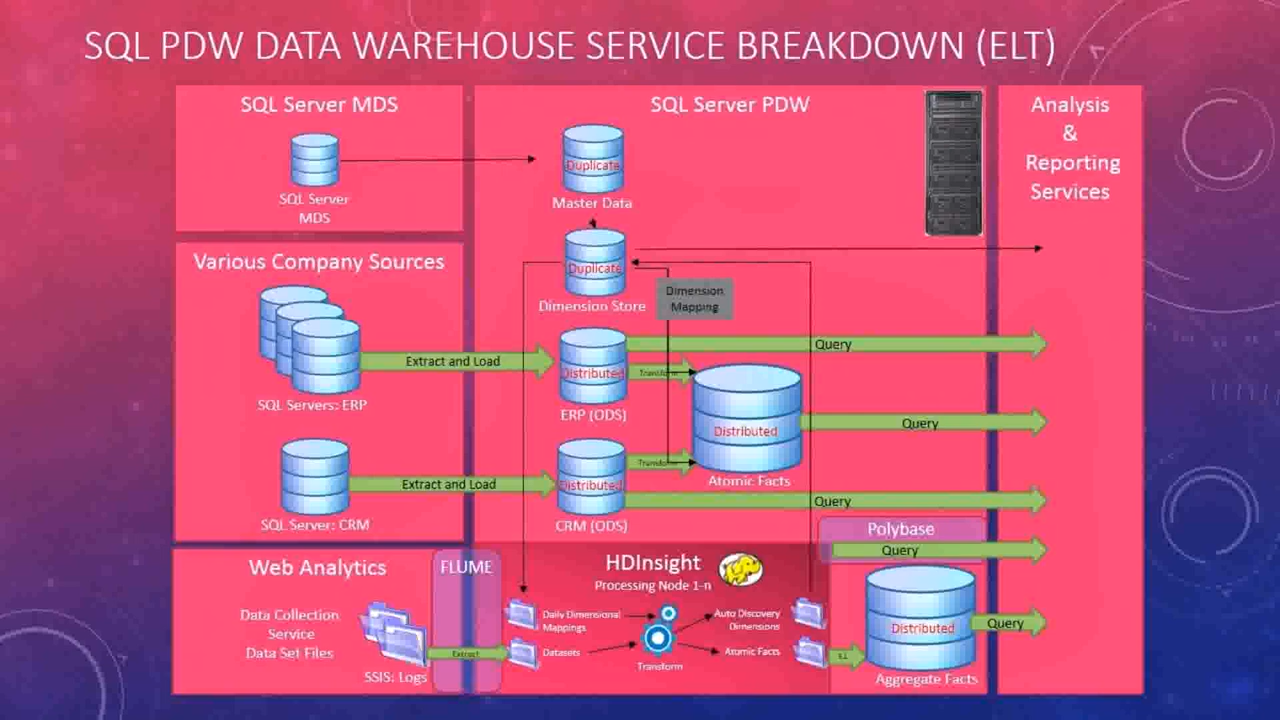 SQL PDW DATA WAREHOUSE SERVICE BREAKDOWN (ELT)
SQL Server MDS
SQL Server
MDS
SQL Server PDW
Duplicate
Master Data
Duplicate
Dimension Store
Dimension
Mapping
Analysis
&
Reporting
Services
Various Company Sources
SQL Servers: ERP
Extract and Load
Distributed
ERP (ODS)
Query
Transform
Distributed
Atomic Facts
Query
SQL Server: CRM
Extract and Load
Distributed
CRM (ODS)
Transform
Query
Polybase
Query
Web Analytics
Data Collection
Service
Data Set Files
SSIS: Logs
FLUME
Extract
HDInsight
Processing Node 1-n
Daily Dimensional
Mappings
Datasets
Transform
Auto Discovery
Dimensions
Atomic Facts
Distributed
Aggregate Facts
Query